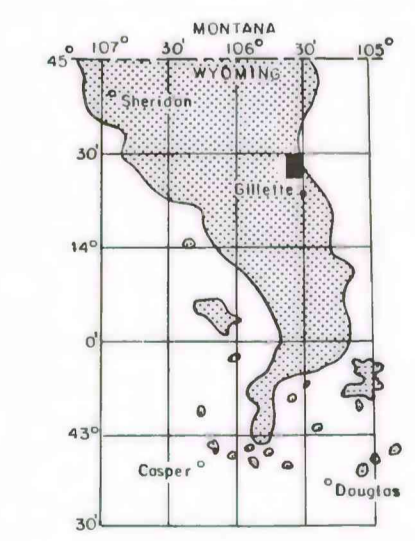 MONTANA
45° 107° 30' 106° 30' 105°
WYOMING
Sheridan
30'
Gillette
14°
0'
43°
Casper
Douglas
30'